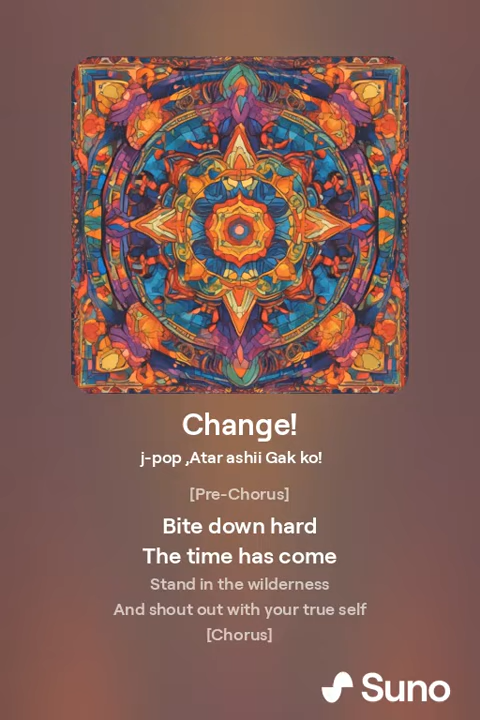 Change!
j-pop ,Atar ashii Gak ko!
[Pre-Chorus]
Bite down hard
The time has come
Stand in the wilderness
And shout out with your true self
[Chorus]
Suno